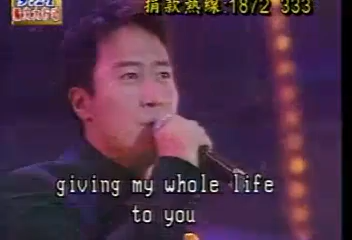 捐款熱線:1872 333
giving my whole life
to you